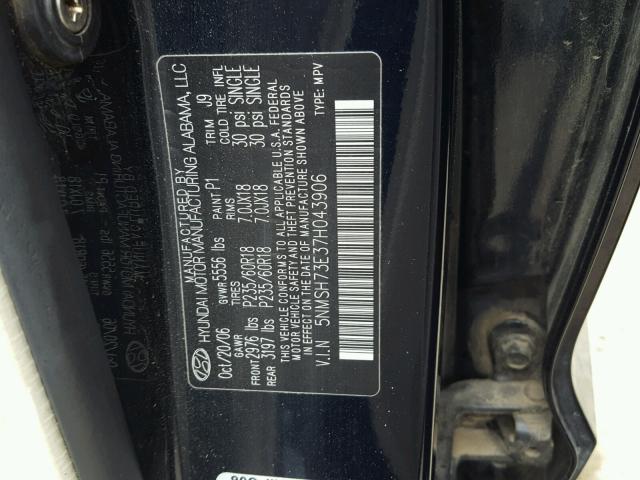 MANUFACTURED BY
HYUNDAI MOTOR MANUFACTURING ALABAMA, LLC
Oct/20/06 GVWR 5556 lbs PAINT P1 TRIM J9
GAWR TIRES RIMS COLD TIRE INFL
FRONT 2976 lbs P235/60R18 7.0JX18 30 psi SINGLE
REAR 3197 lbs P235/60R18 7.0JX18 30 psi SINGLE
THIS VEHICLE CONFORMS TO ALL APPLICABLE U.S.A. FEDERAL
MOTOR VEHICLE SAFETY AND THEFT PREVENTION STANDARDS
IN EFFECT ON THE DATE OF MANUFACTURE SHOWN ABOVE
V.I.N 5NMSH73E37H043906 TYPE: MPV